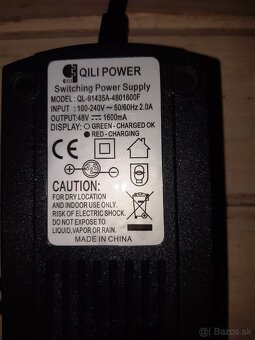 QILI POWER
Switching Power Supply
MODEL: QL-91435A-4801600F
INPUT : 100-240V ~ 50/60Hz 2.0A
OUTPUT:48V ⎓ 1600mA
DISPLAY: ○ GREEN - CHARGED OK
● RED - CHARGING
CE
CAUTION:
FOR DRY LOCATION
AND INDOOR USE ONLY.
RISK OF ELECTRIC SHOCK.
DO NOT EXPOSE TO
LIQUID,VAPOR OR RAIN.
MADE IN CHINA
Bazos.sk